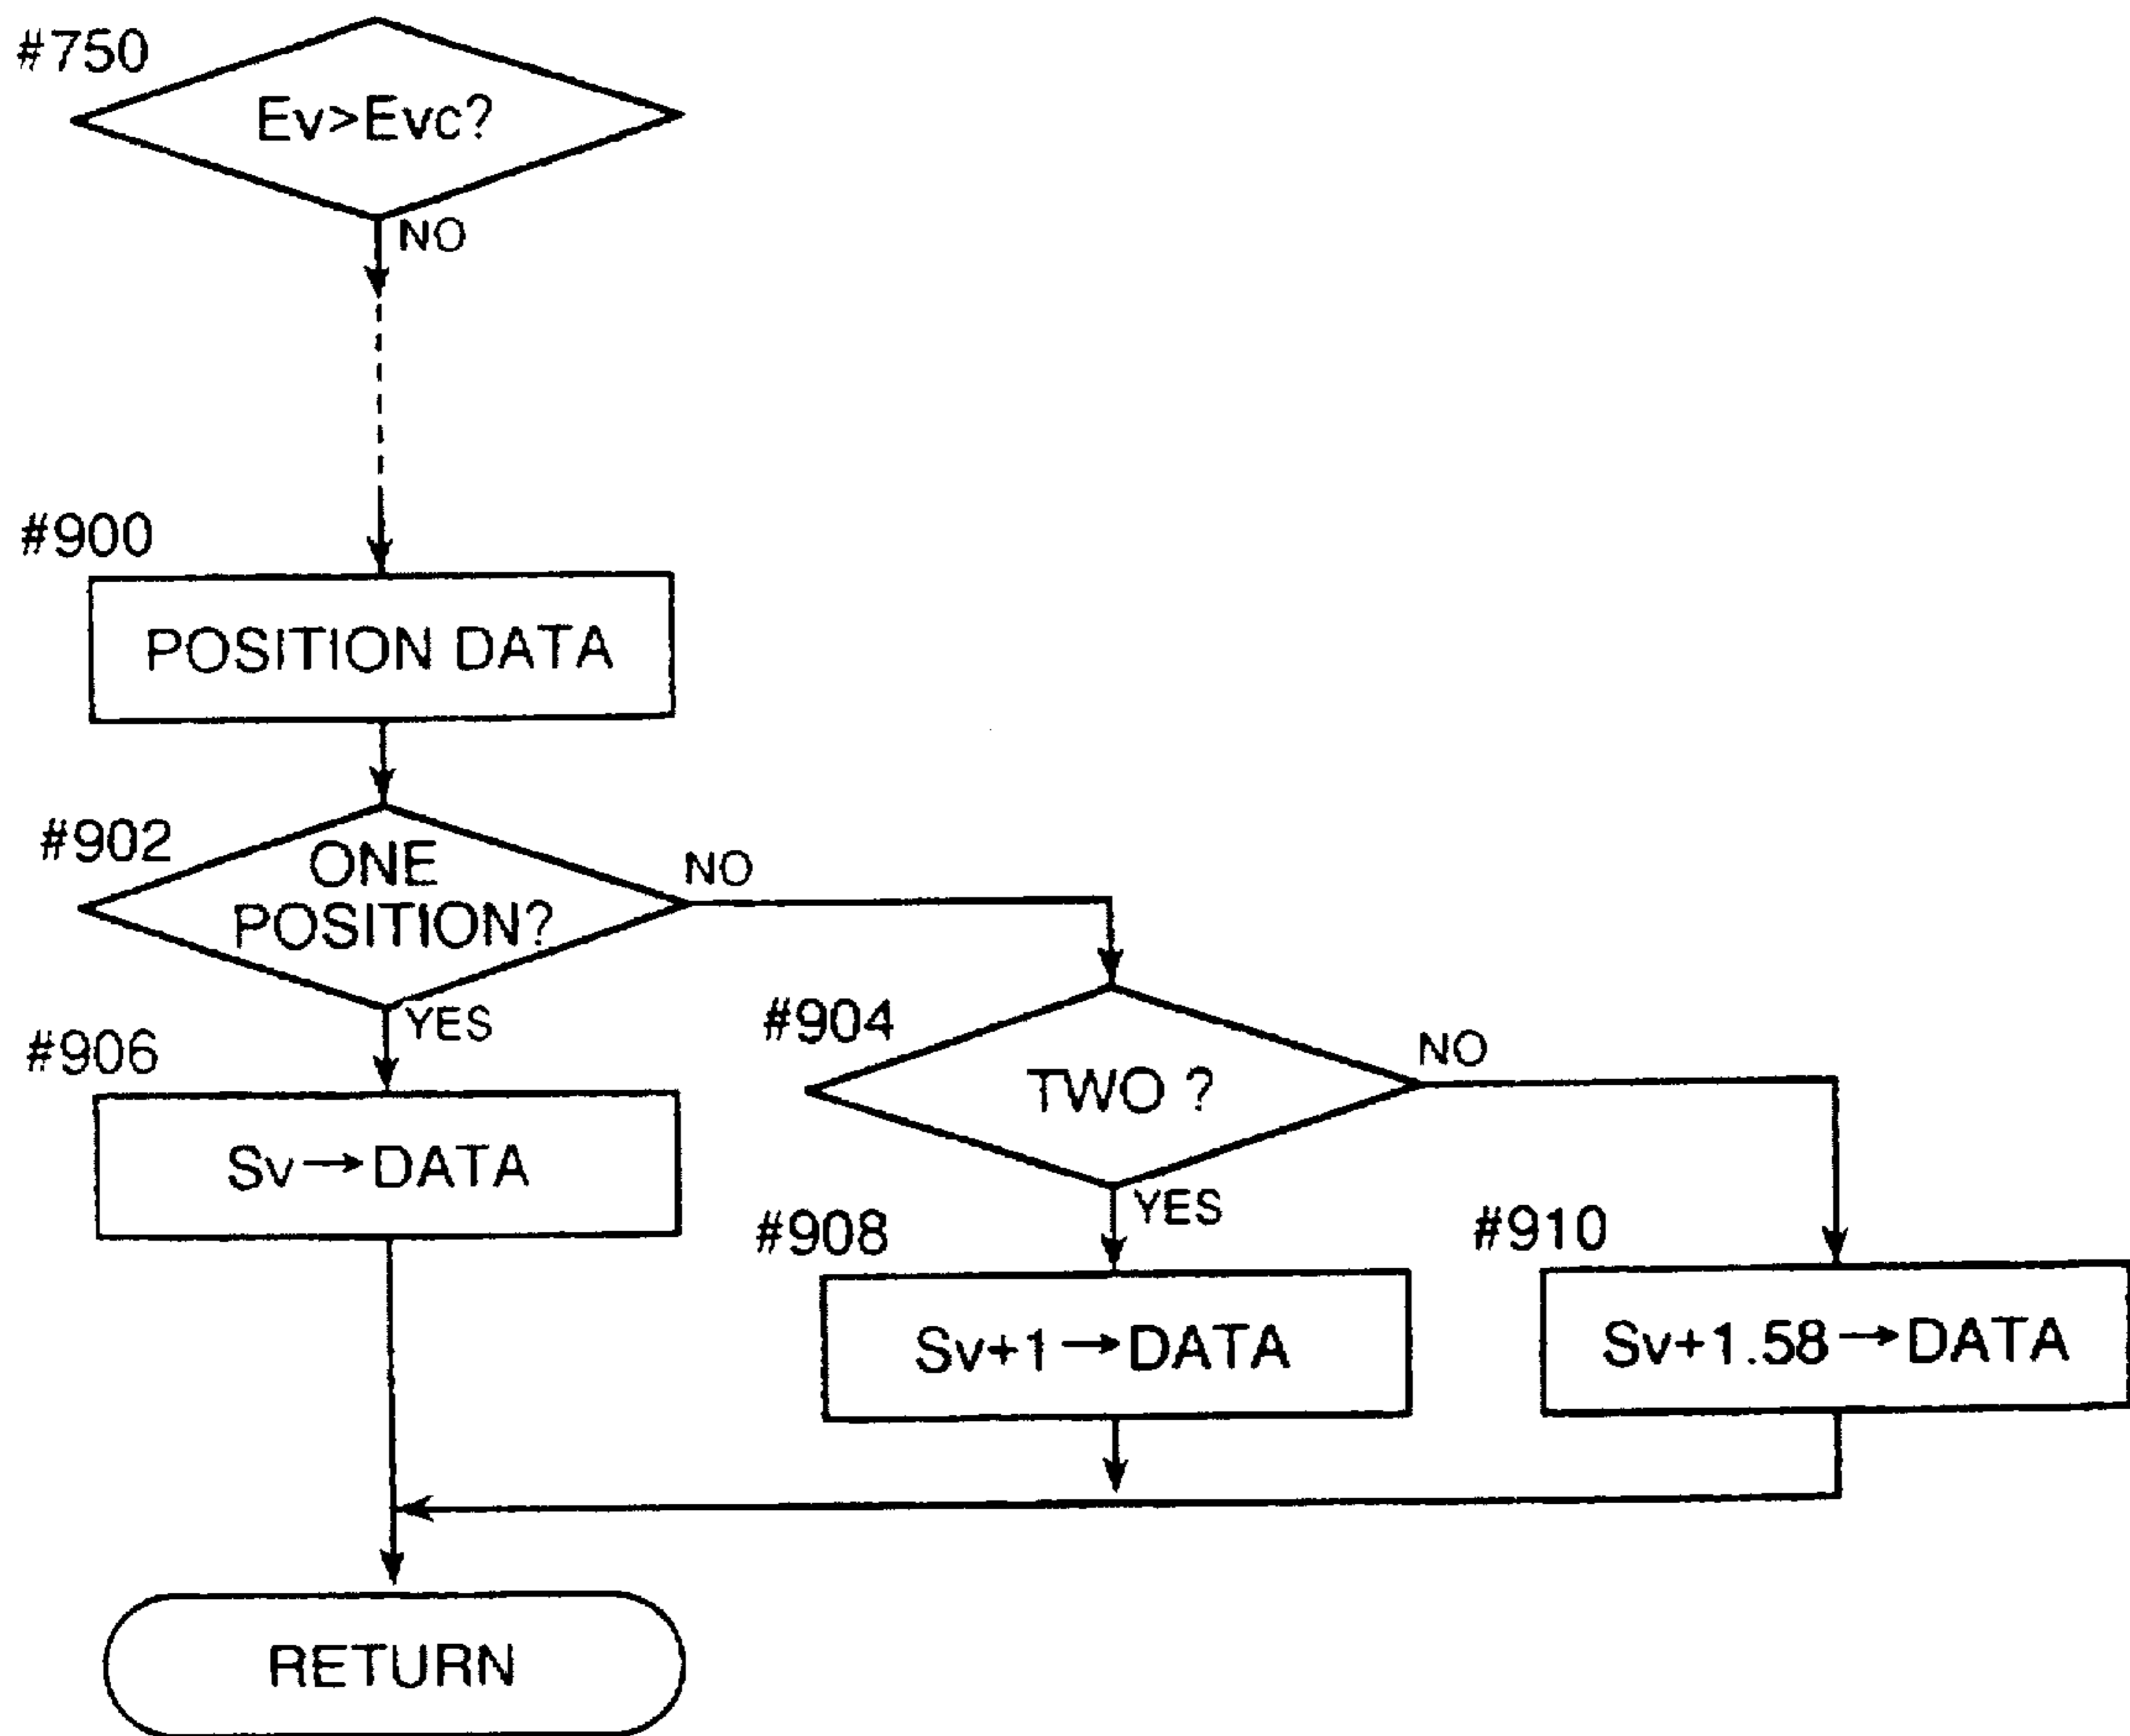 #750
Ev>Evc?
NO
#900
POSITION DATA
#902
ONE
POSITION?
NO
YES
#904
TWO ?
NO
YES
#906
Sv→DATA
#908
Sv+1→DATA
#910
Sv+1.58→DATA
RETURN